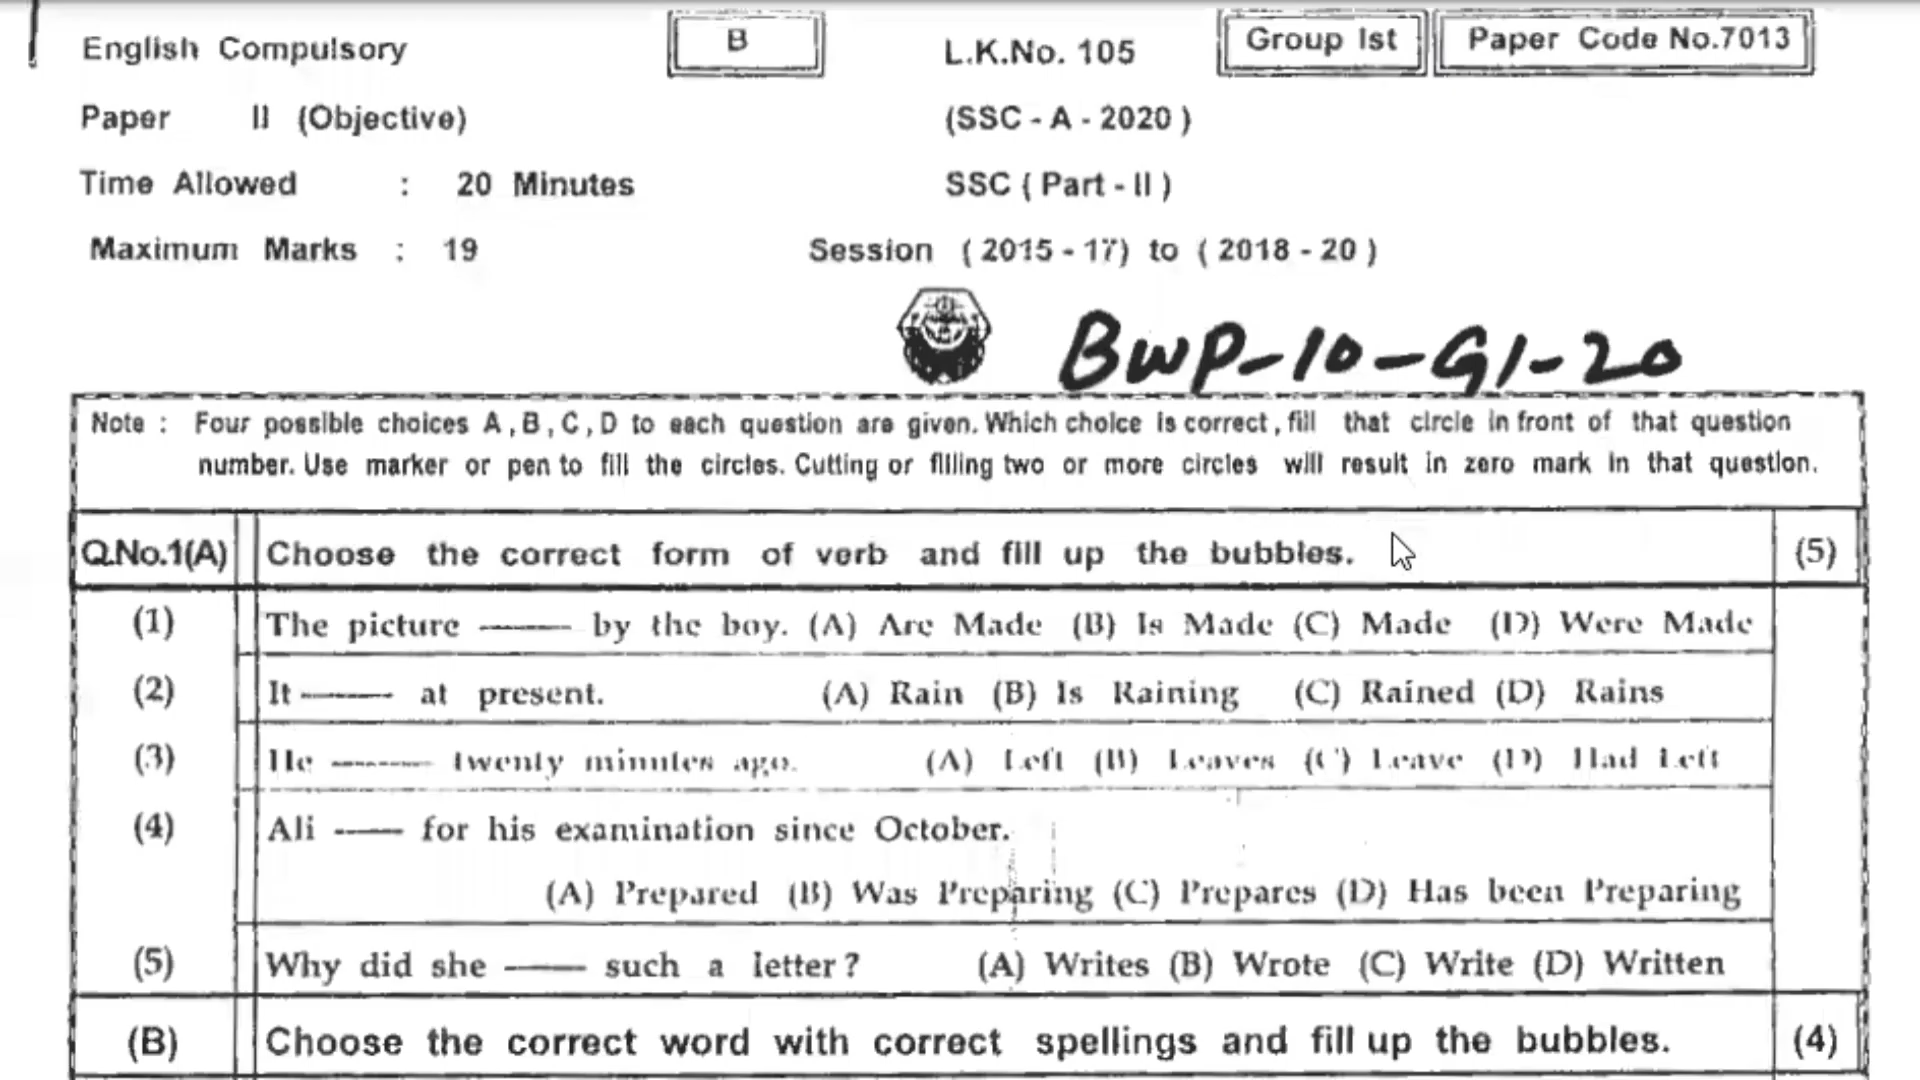 English Compulsory B L.K.No. 105 Group Ist Paper Code No.7013
Paper II (Objective) (SSC - A - 2020 )
Time Allowed : 20 Minutes SSC ( Part - II )
Maximum Marks : 19 Session ( 2015 - 17) to ( 2018 - 20 )
BWP-10-G1-20
Note : Four possible choices A , B , C , D to each question are given. Which choice is correct , fill that circle in front of that question
number. Use marker or pen to fill the circles. Cutting or filling two or more circles will result in zero mark in that question.
Q.No.1(A) Choose the correct form of verb and fill up the bubbles. (5)
(1) The picture —— by the boy. (A) Are Made (B) Is Made (C) Made (D) Were Made
(2) It —— at present. (A) Rain (B) Is Raining (C) Rained (D) Rains
(3) He —— twenty minutes ago. (A) Left (B) Leaves (C) Leave (D) Had Left
(4) Ali —— for his examination since October.
(A) Prepared (B) Was Preparing (C) Prepares (D) Has been Preparing
(5) Why did she —— such a letter ? (A) Writes (B) Wrote (C) Write (D) Written
(B) Choose the correct word with correct spellings and fill up the bubbles. (4)